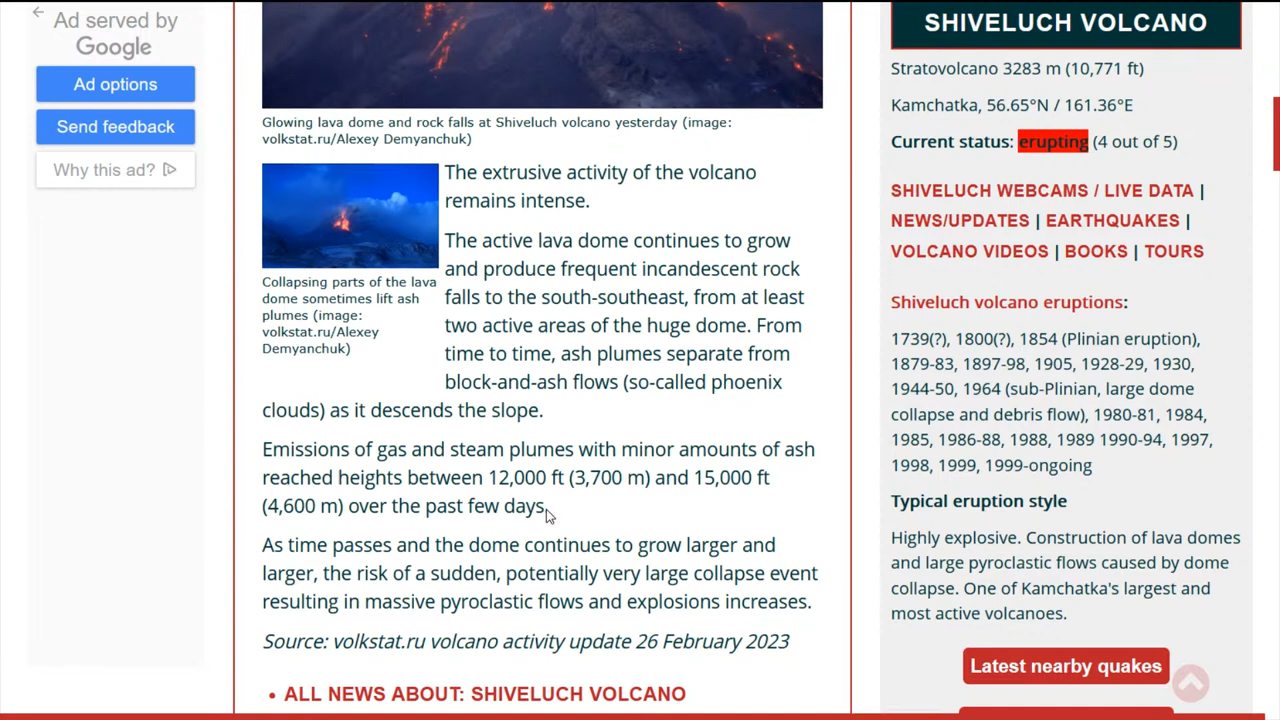 Ad served by
Google
Ad options
Send feedback
Why this ad?
Glowing lava dome and rock falls at Shiveluch volcano yesterday (image:
volkstat.ru/Alexey Demyanchuk)
Collapsing parts of the lava
dome sometimes lift ash
plumes (image:
volkstat.ru/Alexey
Demyanchuk)
The extrusive activity of the volcano
remains intense.
The active lava dome continues to grow
and produce frequent incandescent rock
falls to the south-southeast, from at least
two active areas of the huge dome. From
time to time, ash plumes separate from
block-and-ash flows (so-called phoenix
clouds) as it descends the slope.
Emissions of gas and steam plumes with minor amounts of ash
reached heights between 12,000 ft (3,700 m) and 15,000 ft
(4,600 m) over the past few days.
As time passes and the dome continues to grow larger and
larger, the risk of a sudden, potentially very large collapse event
resulting in massive pyroclastic flows and explosions increases.
Source: volkstat.ru volcano activity update 26 February 2023
• ALL NEWS ABOUT: SHIVELUCH VOLCANO
SHIVELUCH VOLCANO
Stratovolcano 3283 m (10,771 ft)
Kamchatka, 56.65°N / 161.36°E
Current status: erupting (4 out of 5)
SHIVELUCH WEBCAMS / LIVE DATA |
NEWS/UPDATES | EARTHQUAKES |
VOLCANO VIDEOS | BOOKS | TOURS
Shiveluch volcano eruptions:
1739(?), 1800(?), 1854 (Plinian eruption),
1879-83, 1897-98, 1905, 1928-29, 1930,
1944-50, 1964 (sub-Plinian, large dome
collapse and debris flow), 1980-81, 1984,
1985, 1986-88, 1988, 1989 1990-94, 1997,
1998, 1999, 1999-ongoing
Typical eruption style
Highly explosive. Construction of lava domes
and large pyroclastic flows caused by dome
collapse. One of Kamchatka's largest and
most active volcanoes.
Latest nearby quakes